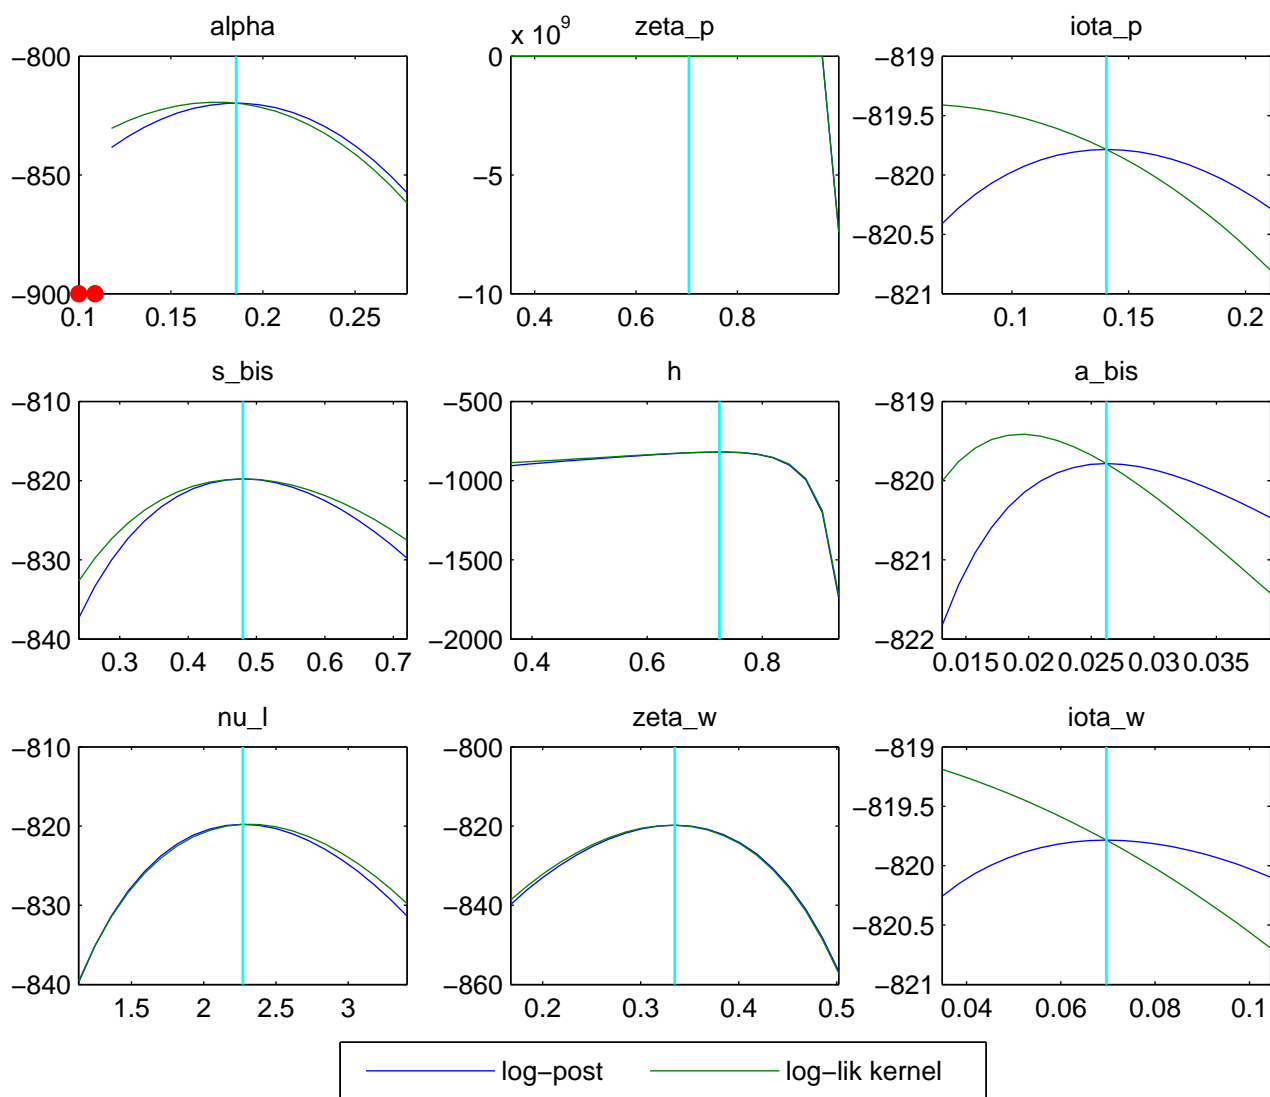 alpha
−800
−850
−900
0.1 0.15 0.2 0.25
zeta_p
x 10^9
0
−5
−10
0.4 0.6 0.8
iota_p
−819
−819.5
−820
−820.5
−821
0.1 0.15 0.2
s_bis
−810
−820
−830
−840
0.3 0.4 0.5 0.6 0.7
h
−500
−1000
−1500
−2000
0.4 0.6 0.8
a_bis
−819
−820
−821
−822
0.015 0.02 0.025 0.03 0.035
nu_l
−810
−820
−830
−840
1.5 2 2.5 3
zeta_w
−800
−820
−840
−860
0.2 0.3 0.4 0.5
iota_w
−819
−819.5
−820
−820.5
−821
0.04 0.06 0.08 0.1
log−post log−lik kernel